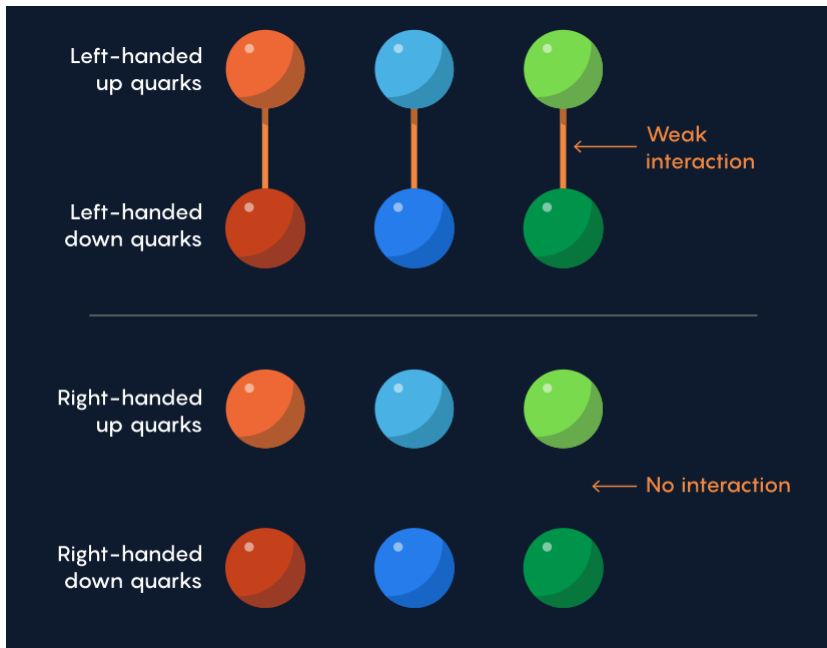 Left-handed
up quarks
Weak
interaction
Left-handed
down quarks
Right-handed
up quarks
No interaction
Right-handed
down quarks